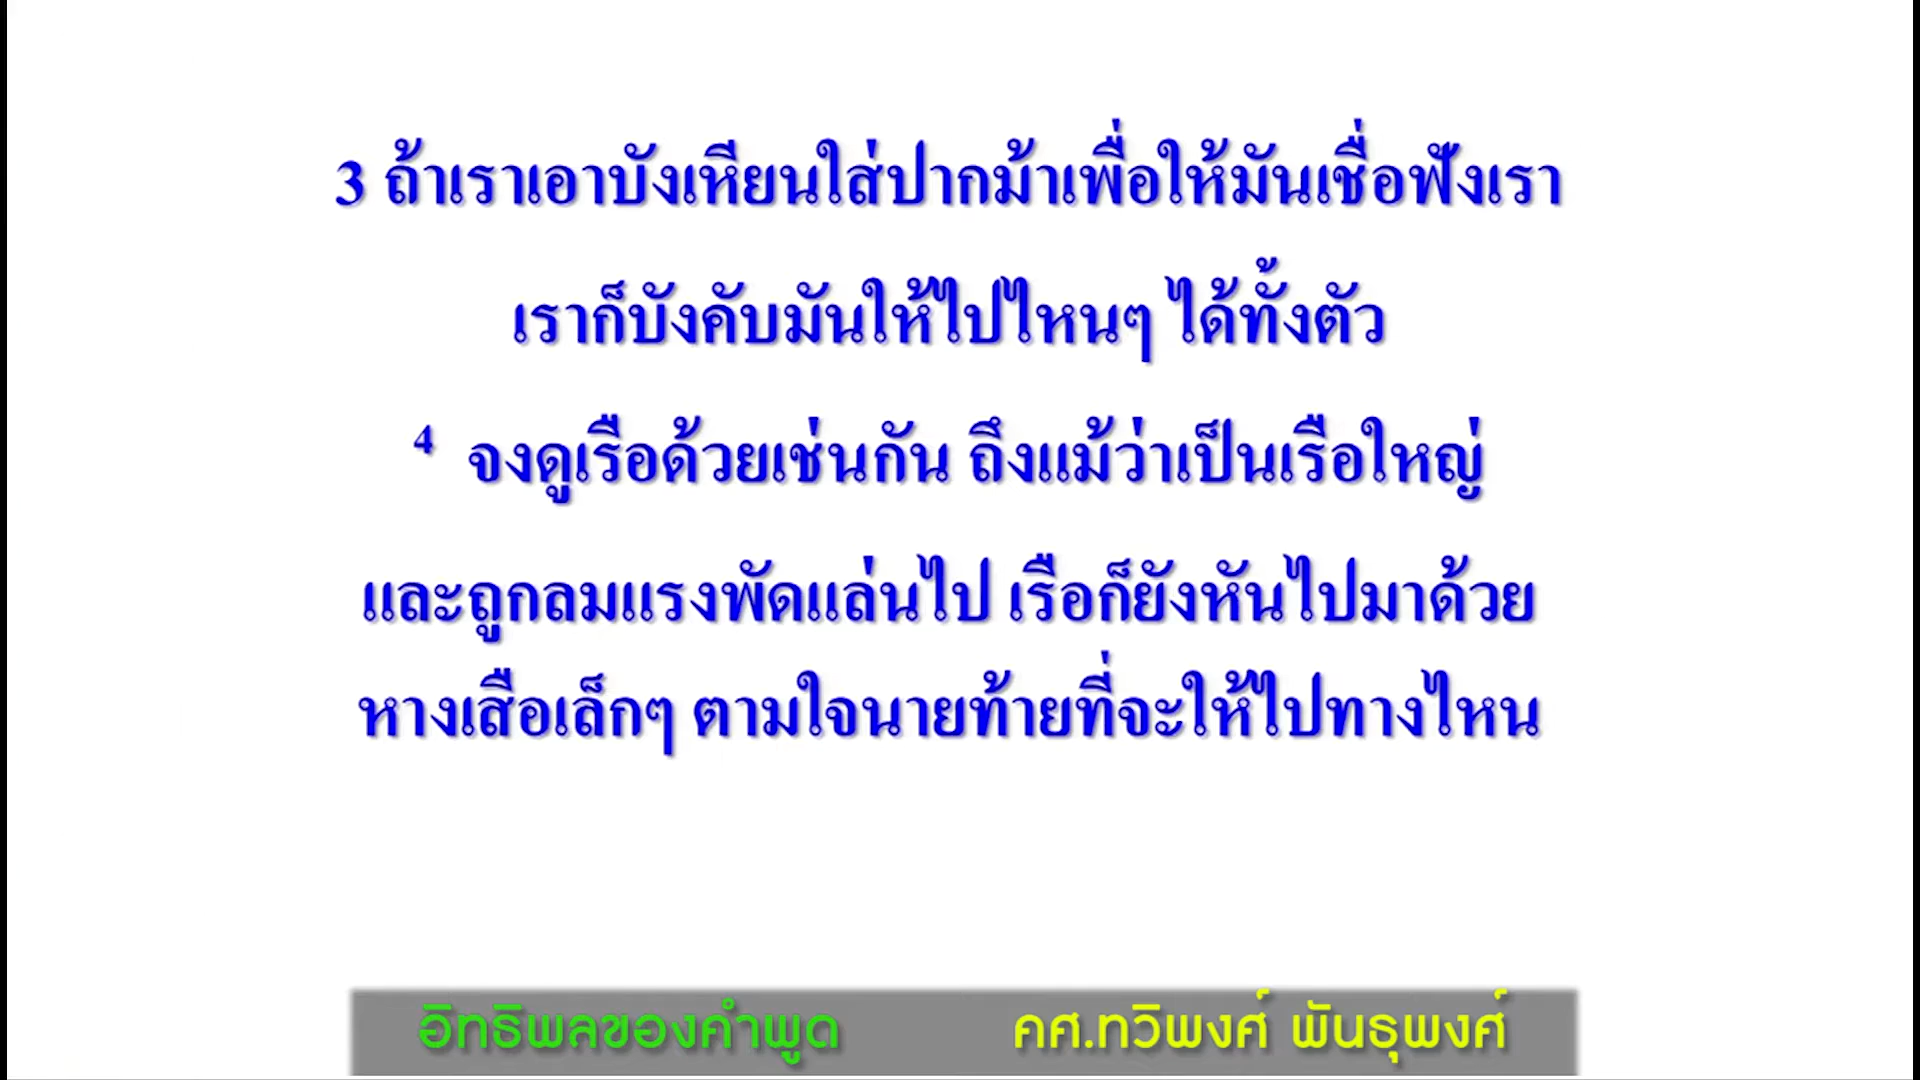 3 ถ้าเราเอาบังเหียนใส่ปากม้าเพื่อให้มันเชื่อฟังเรา
เราก็บังคับมันให้ไปไหนๆ ได้ทั้งตัว
4 จงดูเรือด้วยเช่นกัน ถึงแม้ว่าเป็นเรือใหญ่
และถูกลมแรงพัดแล่นไป เรือก็ยังหันไปมาด้วย
หางเสือเล็กๆ ตามใจนายท้ายที่จะให้ไปทางไหน
อิทธิพลของคำพูด คศ.ทวิพงศ์ พันธุพงศ์